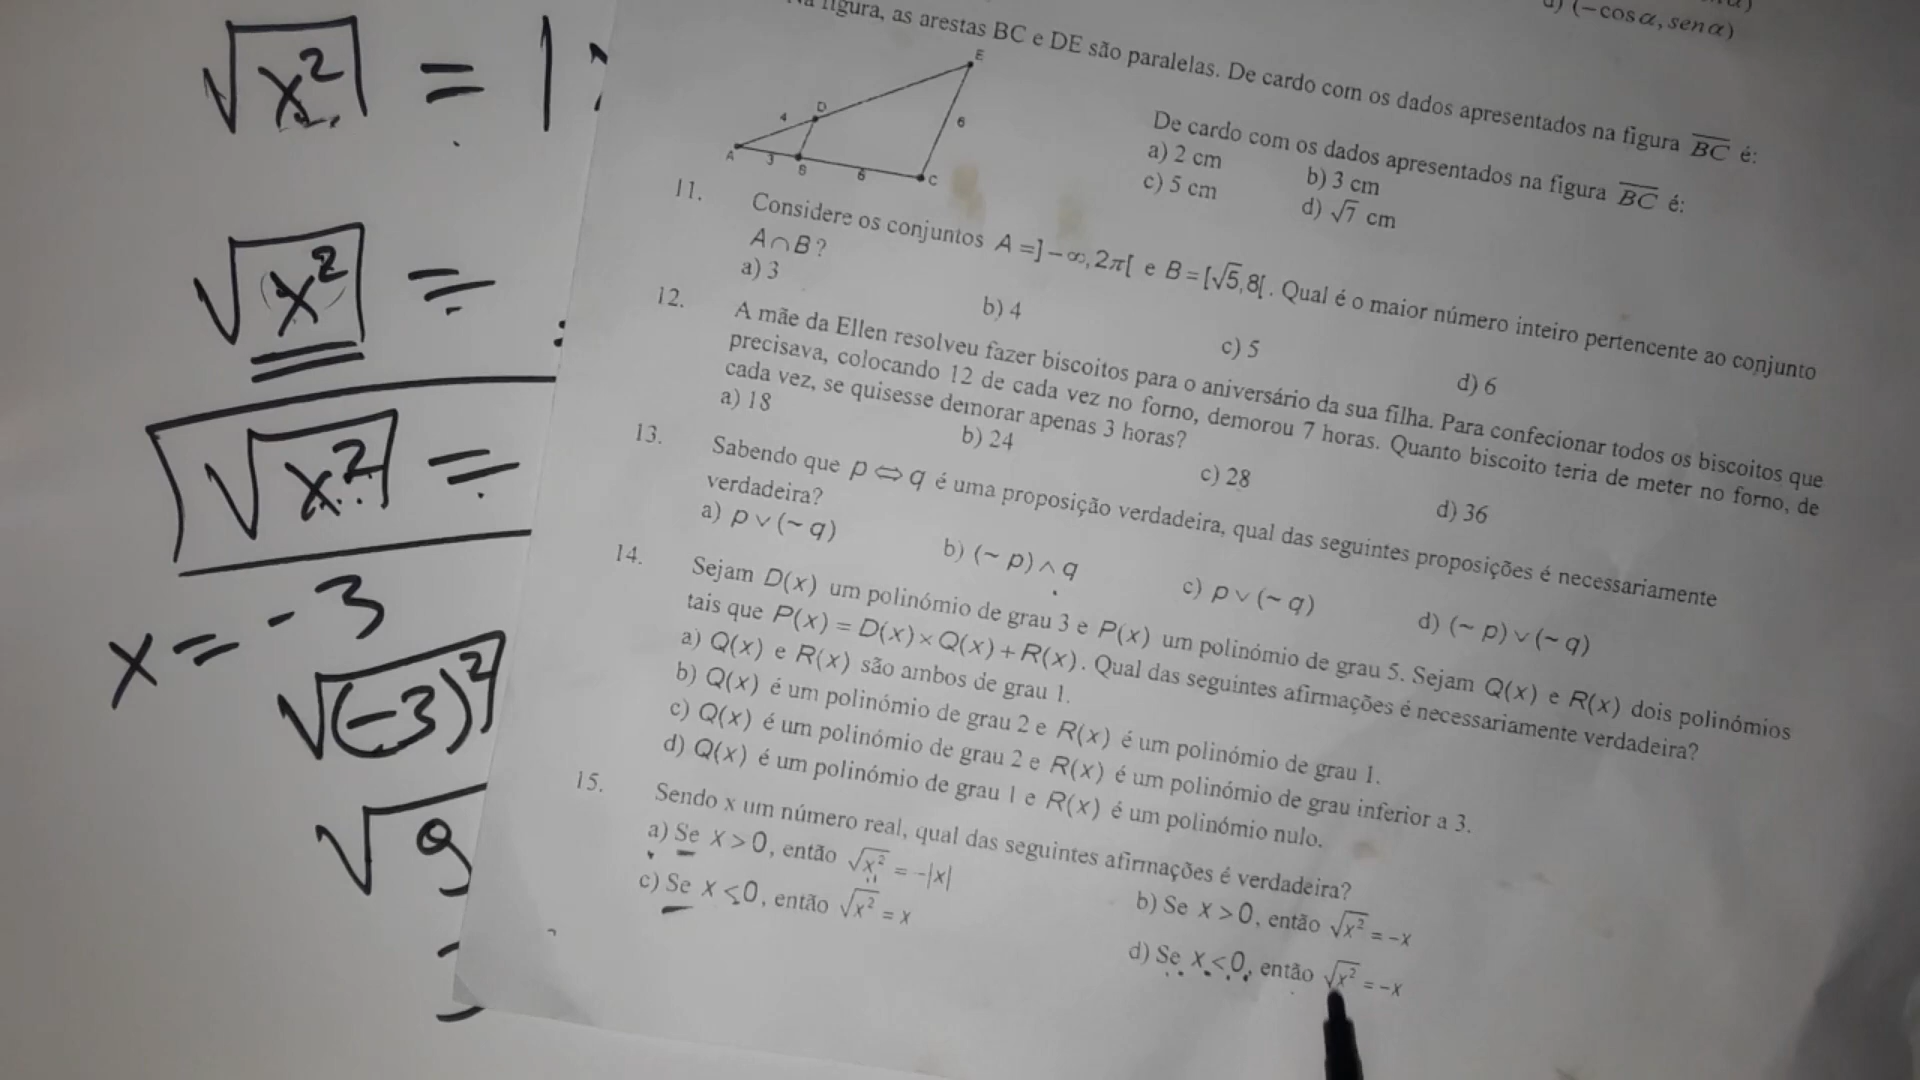 √x² = |
√x² =
√x² =
x = -3
√(-3)²
√9
d) (-cos α, sen α)
figura, as arestas BC e DE são paralelas. De cardo com os dados apresentados na figura BC é:
E
D
4
6
A
3
B
6
C
De cardo com os dados apresentados na figura BC é:
a) 2 cm b) 3 cm
c) 5 cm d) √7 cm
11. Considere os conjuntos A =]−∞,2π[ e B = [√5,8[. Qual é o maior número inteiro pertencente ao conjunto
A∩B?
a) 3 b) 4 c) 5 d) 6
12. A mãe da Ellen resolveu fazer biscoitos para o aniversário da sua filha. Para confecionar todos os biscoitos que
precisava, colocando 12 de cada vez no forno, demorou 7 horas. Quanto biscoito teria de meter no forno, de
cada vez, se quisesse demorar apenas 3 horas?
a) 18 b) 24 c) 28 d) 36
13. Sabendo que p ⇔ q é uma proposição verdadeira, qual das seguintes proposições é necessariamente
verdadeira?
a) p ∨ (~ q) b) (~ p) ∧ q c) p ∨ (~ q) d) (~ p) ∨ (~ q)
14. Sejam D(x) um polinómio de grau 3 e P(x) um polinómio de grau 5. Sejam Q(x) e R(x) dois polinómios
tais que P(x) = D(x) × Q(x) + R(x). Qual das seguintes afirmações é necessariamente verdadeira?
a) Q(x) e R(x) são ambos de grau 1.
b) Q(x) é um polinómio de grau 2 e R(x) é um polinómio de grau 1.
c) Q(x) é um polinómio de grau 2 e R(x) é um polinómio de grau inferior a 3.
d) Q(x) é um polinómio de grau 1 e R(x) é um polinómio nulo.
15. Sendo x um número real, qual das seguintes afirmações é verdadeira?
a) Se x > 0, então √x² = −|x| b) Se x > 0, então √x² = −x
c) Se x < 0, então √x² = x d) Se x < 0, então √x² = −x